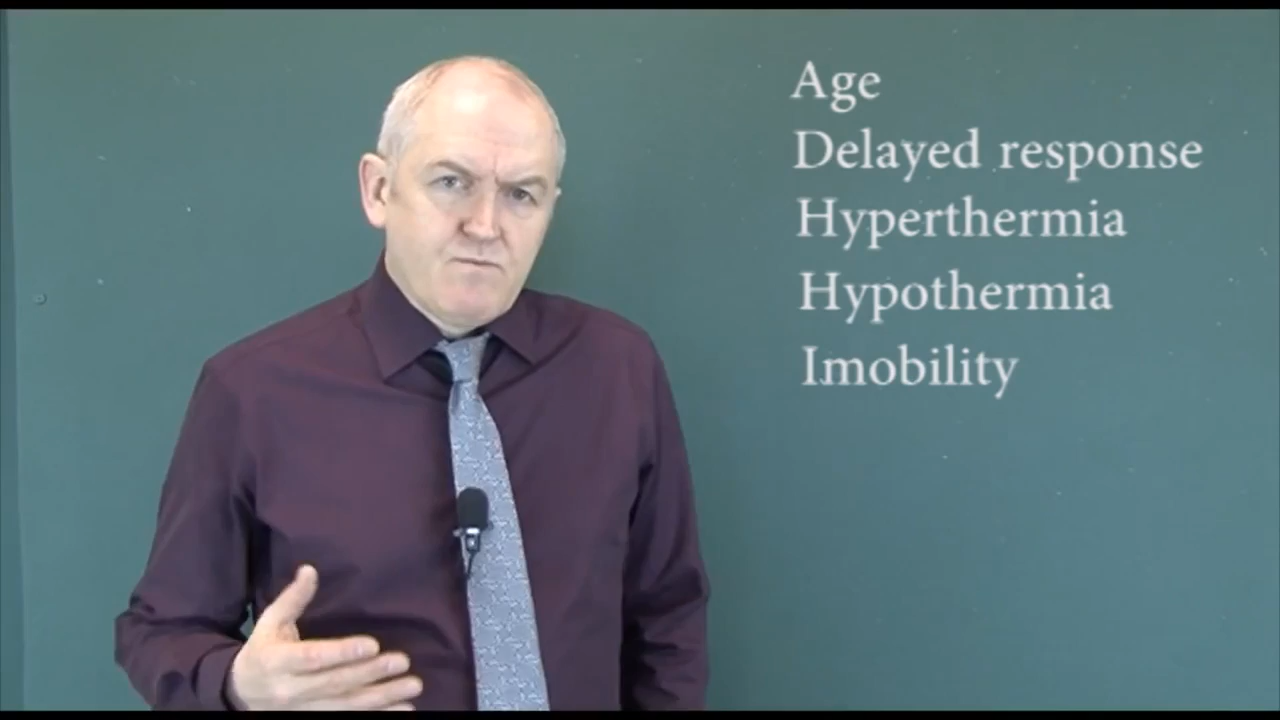 Age
Delayed response
Hyperthermia
Hypothermia
Imobility